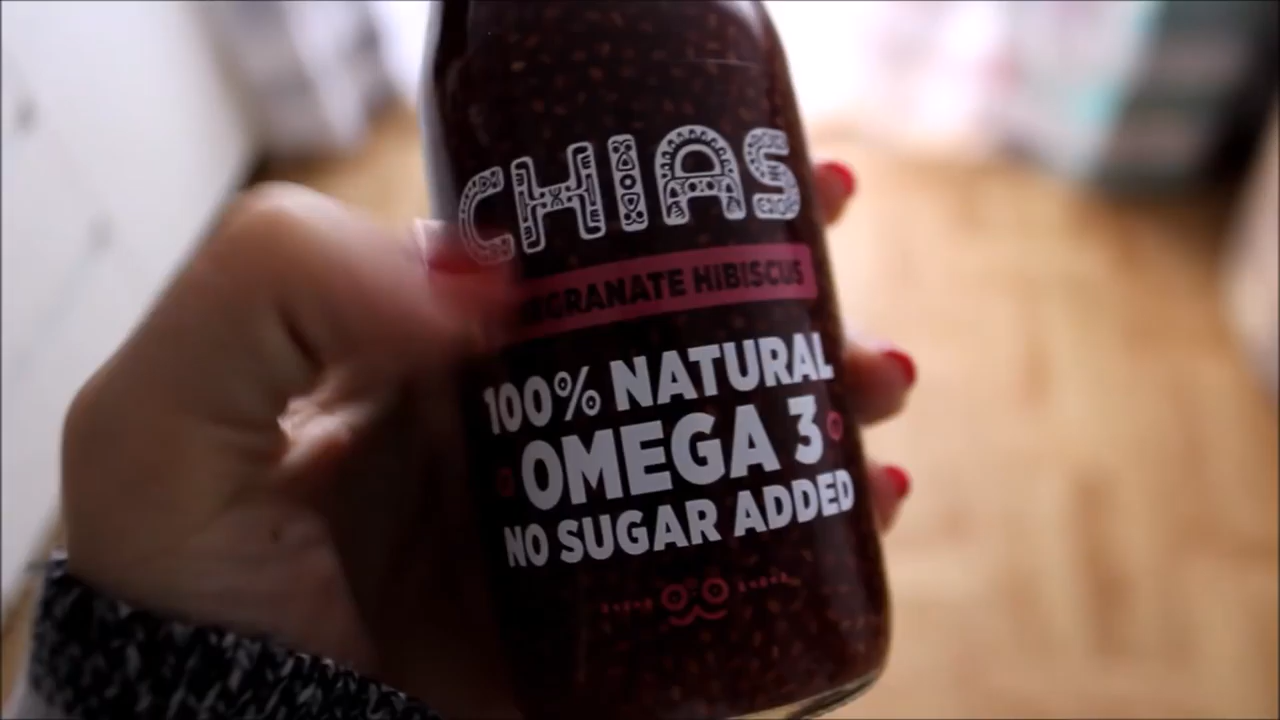 CHIAS
HIBISCUS
100% NATURAL
OMEGA 3
NO SUGAR ADDED